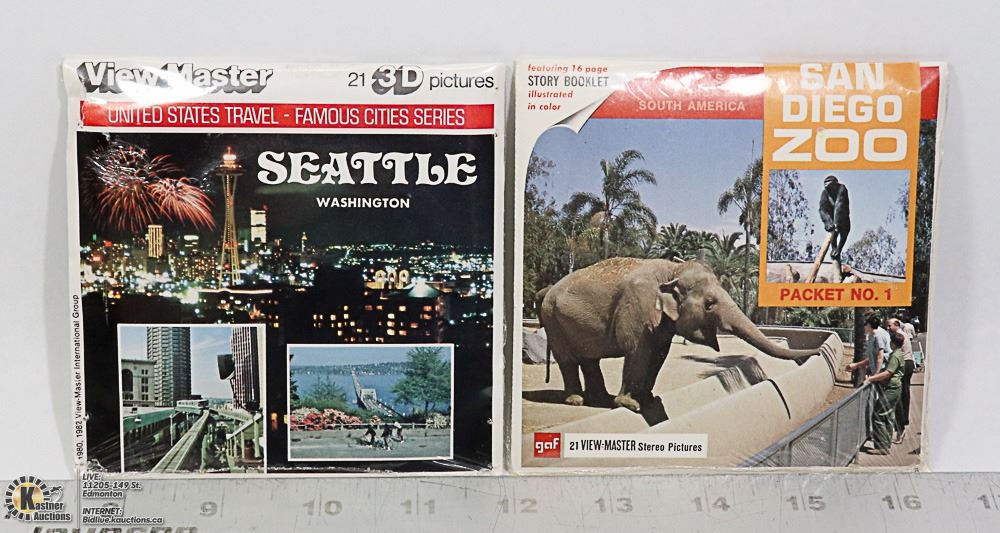 View-Master
21 3D pictures
UNITED STATES TRAVEL - FAMOUS CITIES SERIES
SEATTLE
WASHINGTON
1980, 1982 View-Master International Group
featuring 16 page
STORY BOOKLET
illustrated
in color
SOUTH AMERICA
SAN
DIEGO
ZOO
PACKET NO. 1
gaf
21 VIEW-MASTER Stereo Pictures
9 10 11 12 13 14 15 16
LIVE:
11205-149 St.
Edmonton
INTERNET:
Bidlive.kauctions.ca
K
Kastner
Auctions